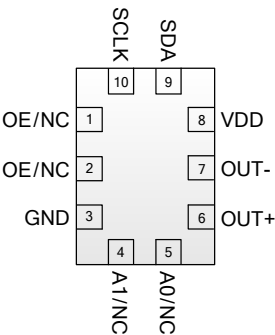 SCLK SDA
10 9
OE/NC 1 8 VDD
OE/NC 2 7 OUT-
GND 3 6 OUT+
4 5
A1/NC A0/NC